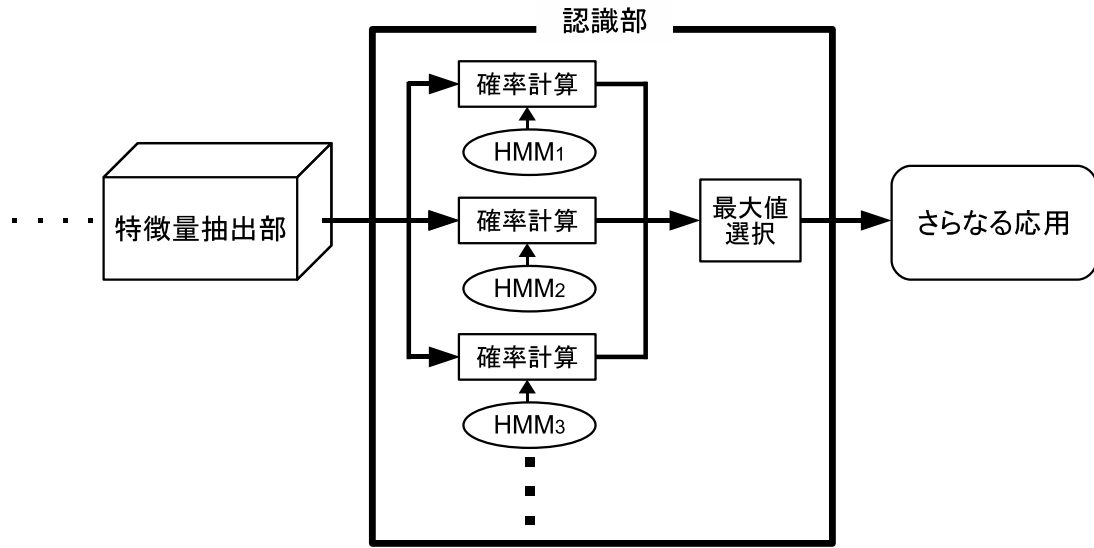 認識部
確率計算
HMM1
特徴量抽出部
確率計算
HMM2
最大値
選択
さらなる応用
確率計算
HMM3